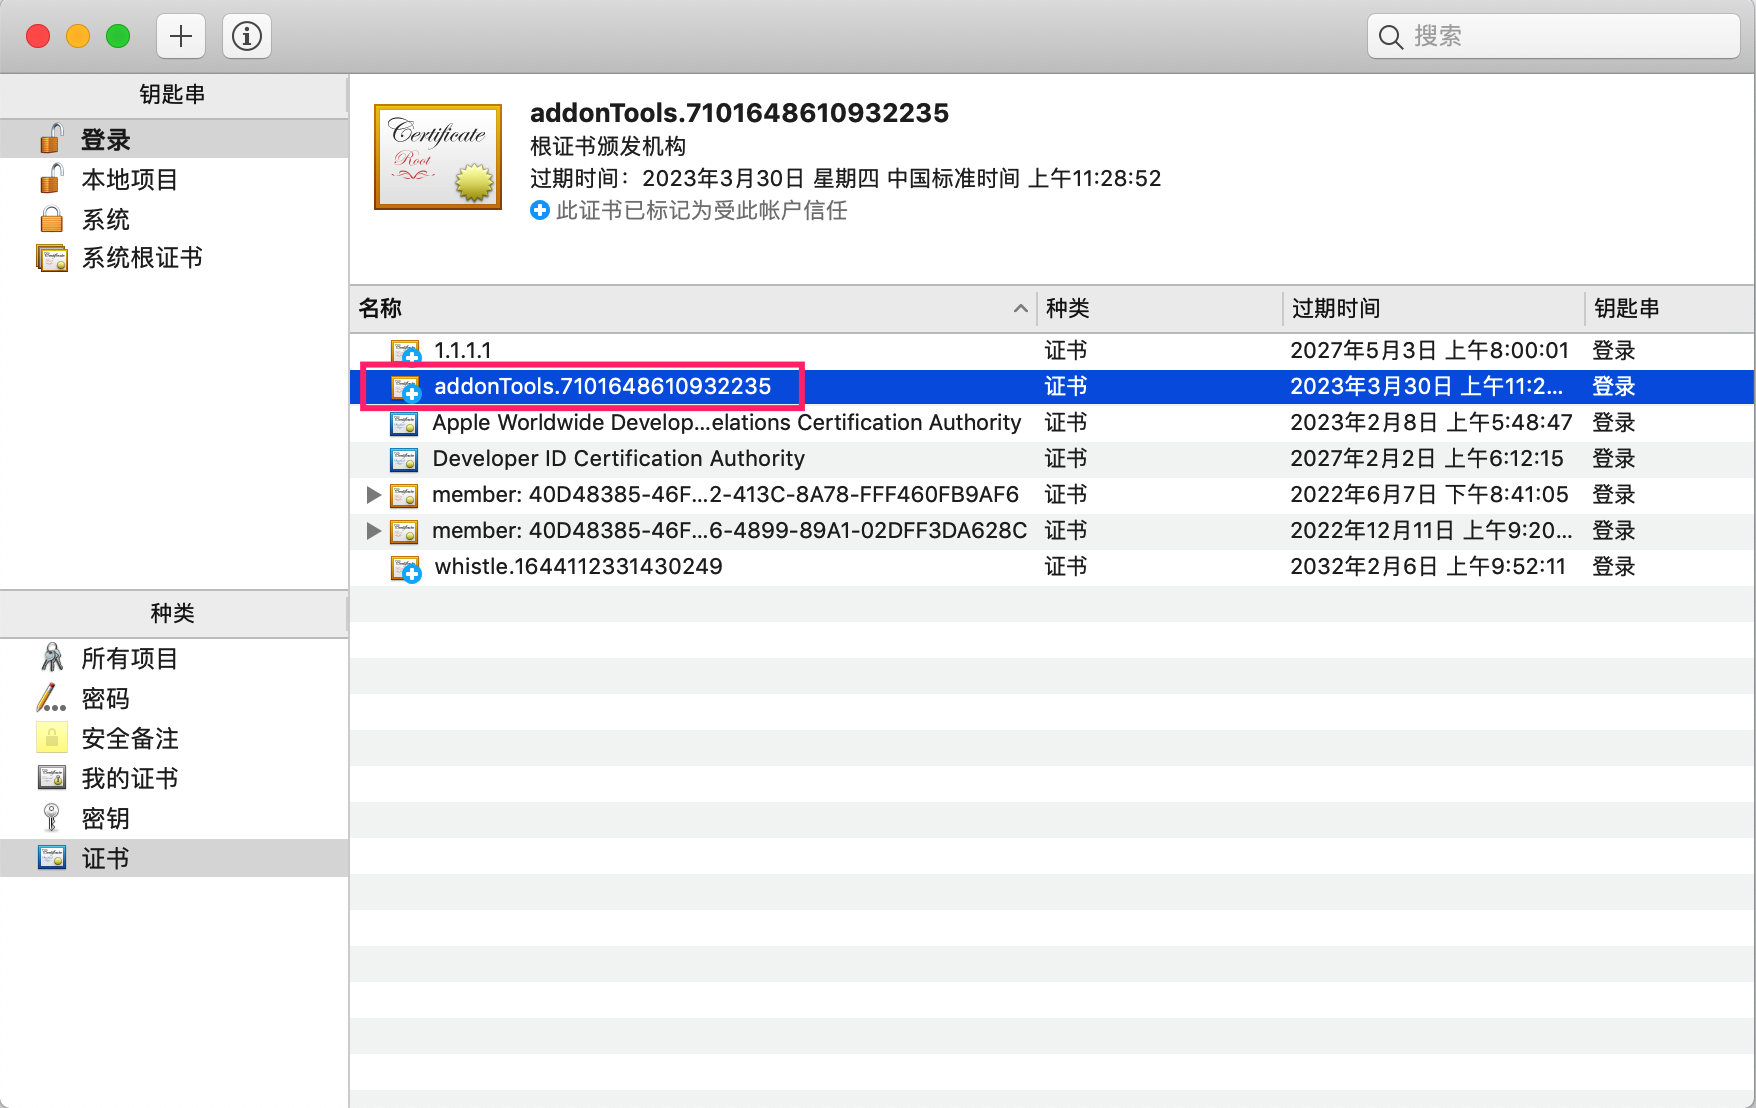 搜索
钥匙串
登录
本地项目
系统
系统根证书
Certificate
Root
addonTools.7101648610932235
根证书颁发机构
过期时间：2023年3月30日 星期四 中国标准时间 上午11:28:52
此证书已标记为受此帐户信任
名称 种类 过期时间 钥匙串
1.1.1.1 证书 2027年5月3日 上午8:00:01 登录
addonTools.7101648610932235 证书 2023年3月30日 上午11:2... 登录
Apple Worldwide Develop...elations Certification Authority 证书 2023年2月8日 上午5:48:47 登录
Developer ID Certification Authority 证书 2027年2月2日 上午6:12:15 登录
member: 40D48385-46F...2-413C-8A78-FFF460FB9AF6 证书 2022年6月7日 下午8:41:05 登录
member: 40D48385-46F...6-4899-89A1-02DFF3DA628C 证书 2022年12月11日 上午9:20... 登录
whistle.1644112331430249 证书 2032年2月6日 上午9:52:11 登录
种类
所有项目
密码
安全备注
我的证书
密钥
证书